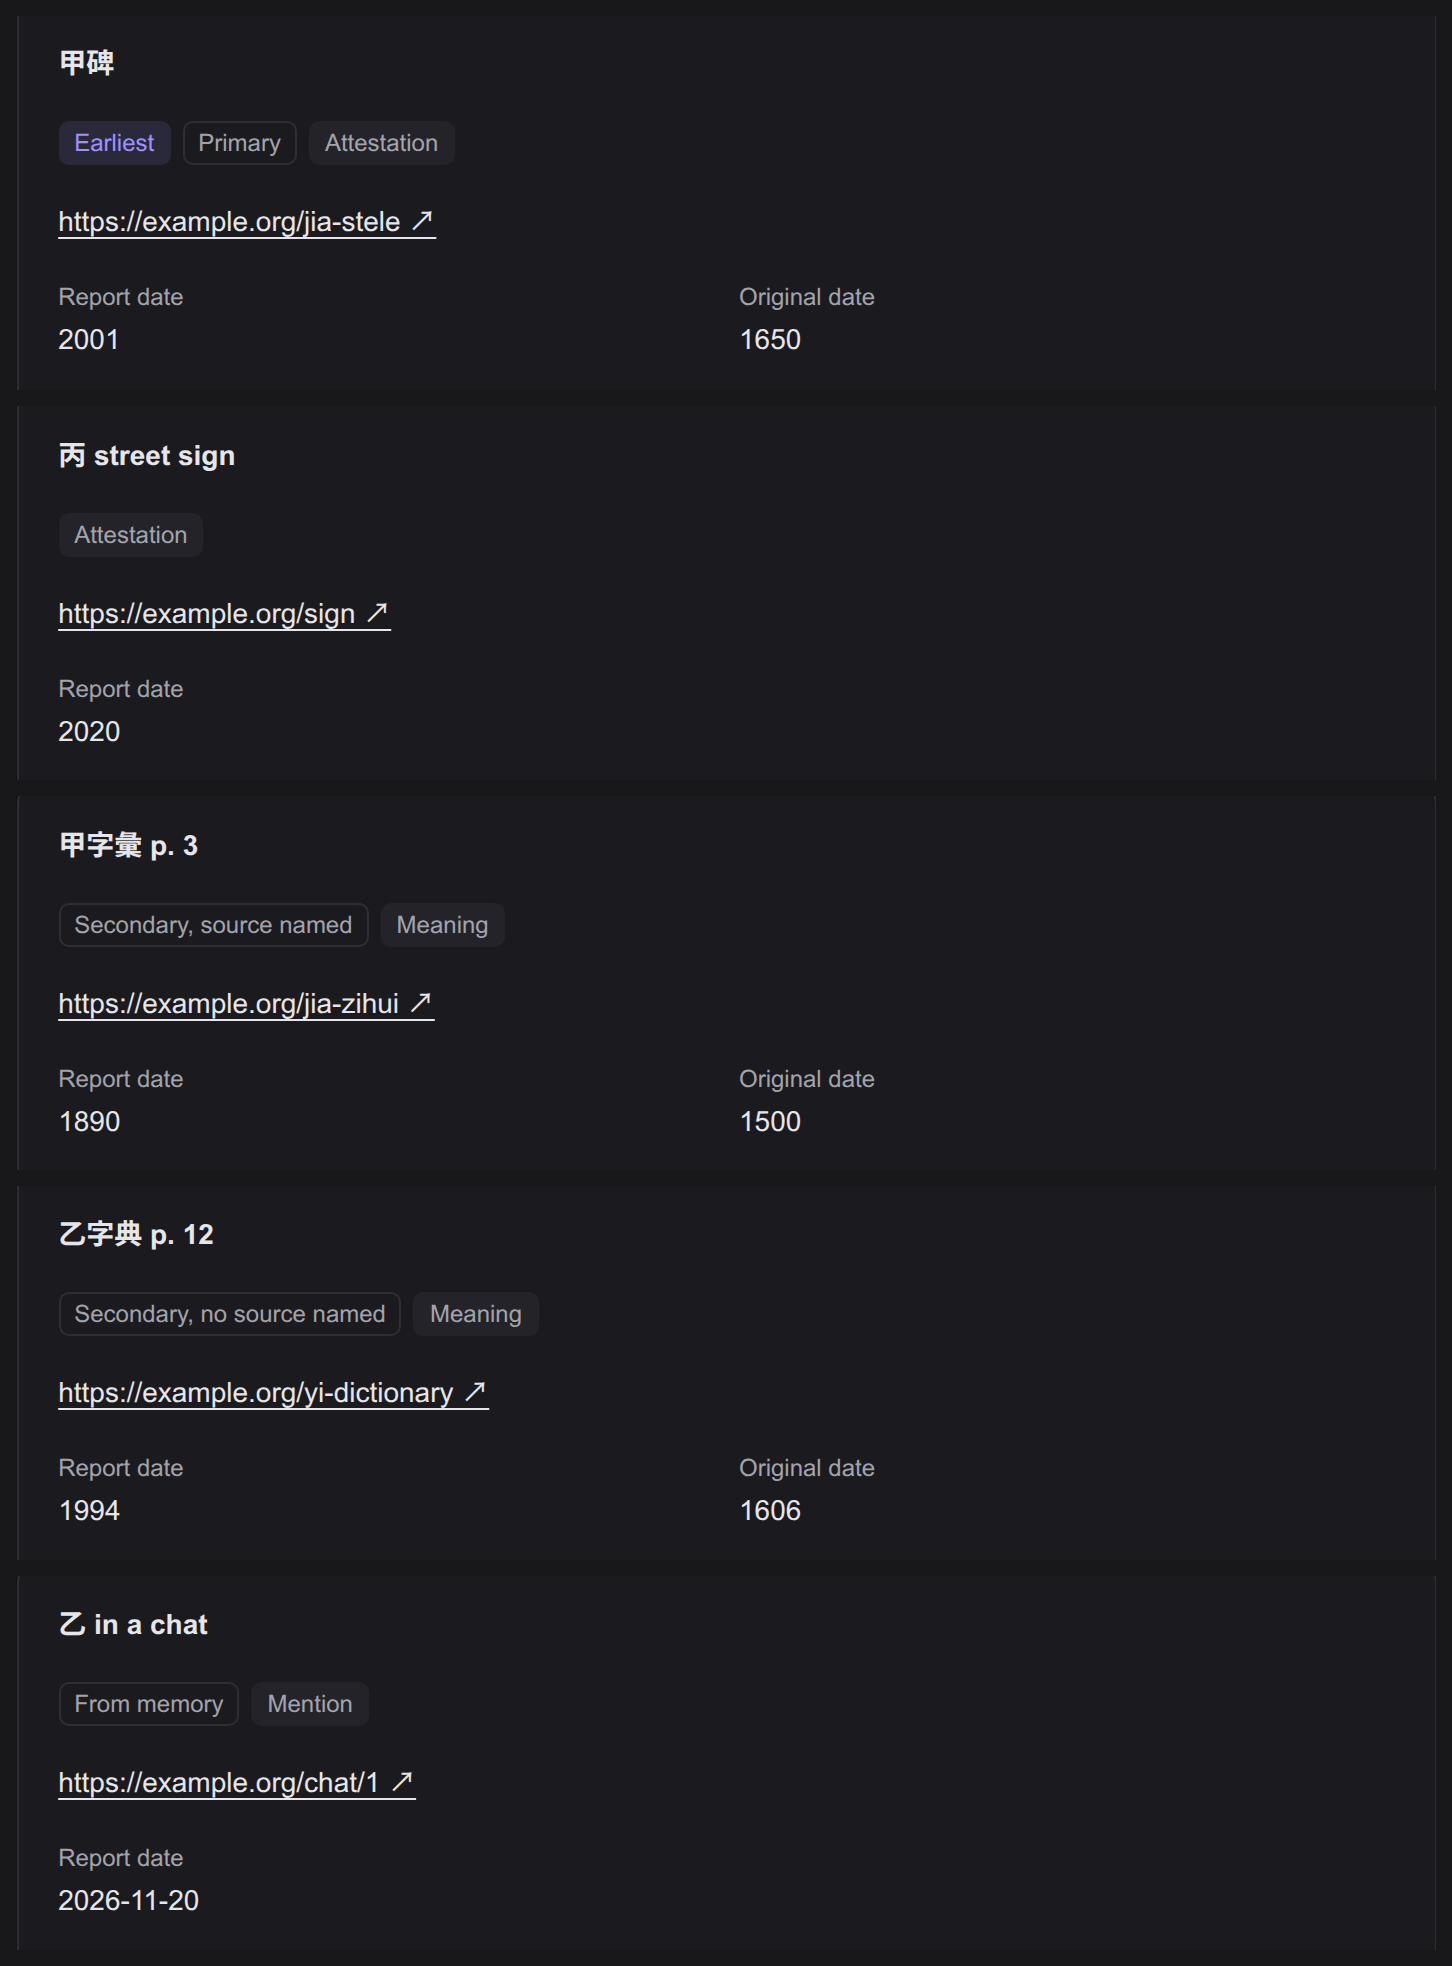 甲碑
Earliest Primary Attestation
https://example.org/jia-stele ↗
Report date Original date
2001 1650
丙 street sign
Attestation
https://example.org/sign ↗
Report date
2020
甲字彙 p. 3
Secondary, source named Meaning
https://example.org/jia-zihui ↗
Report date Original date
1890 1500
乙字典 p. 12
Secondary, no source named Meaning
https://example.org/yi-dictionary ↗
Report date Original date
1994 1606
乙 in a chat
From memory Mention
https://example.org/chat/1 ↗
Report date
2026-11-20